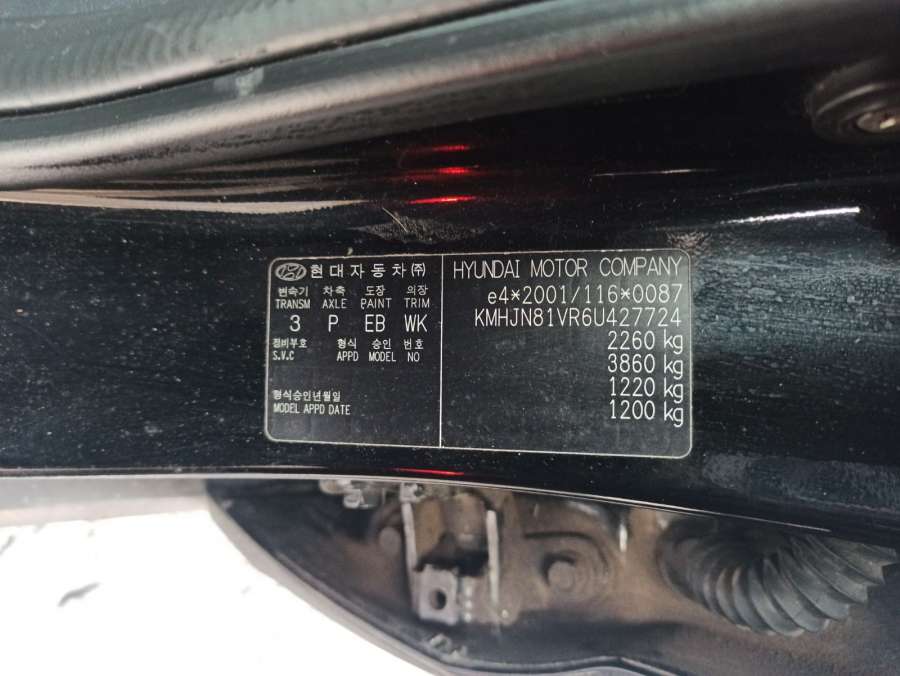 현대자동차㈜
변속기 차축 도장 의장
TRANSM AXLE PAINT TRIM
3 P EB WK
정비부호 형식 승인 번호
S.V.C APPD MODEL NO
형식승인년월일
MODEL APPD DATE
HYUNDAI MOTOR COMPANY
e4*2001/116*0087
KMHJN81VR6U427724
2260 kg
3860 kg
1220 kg
1200 kg